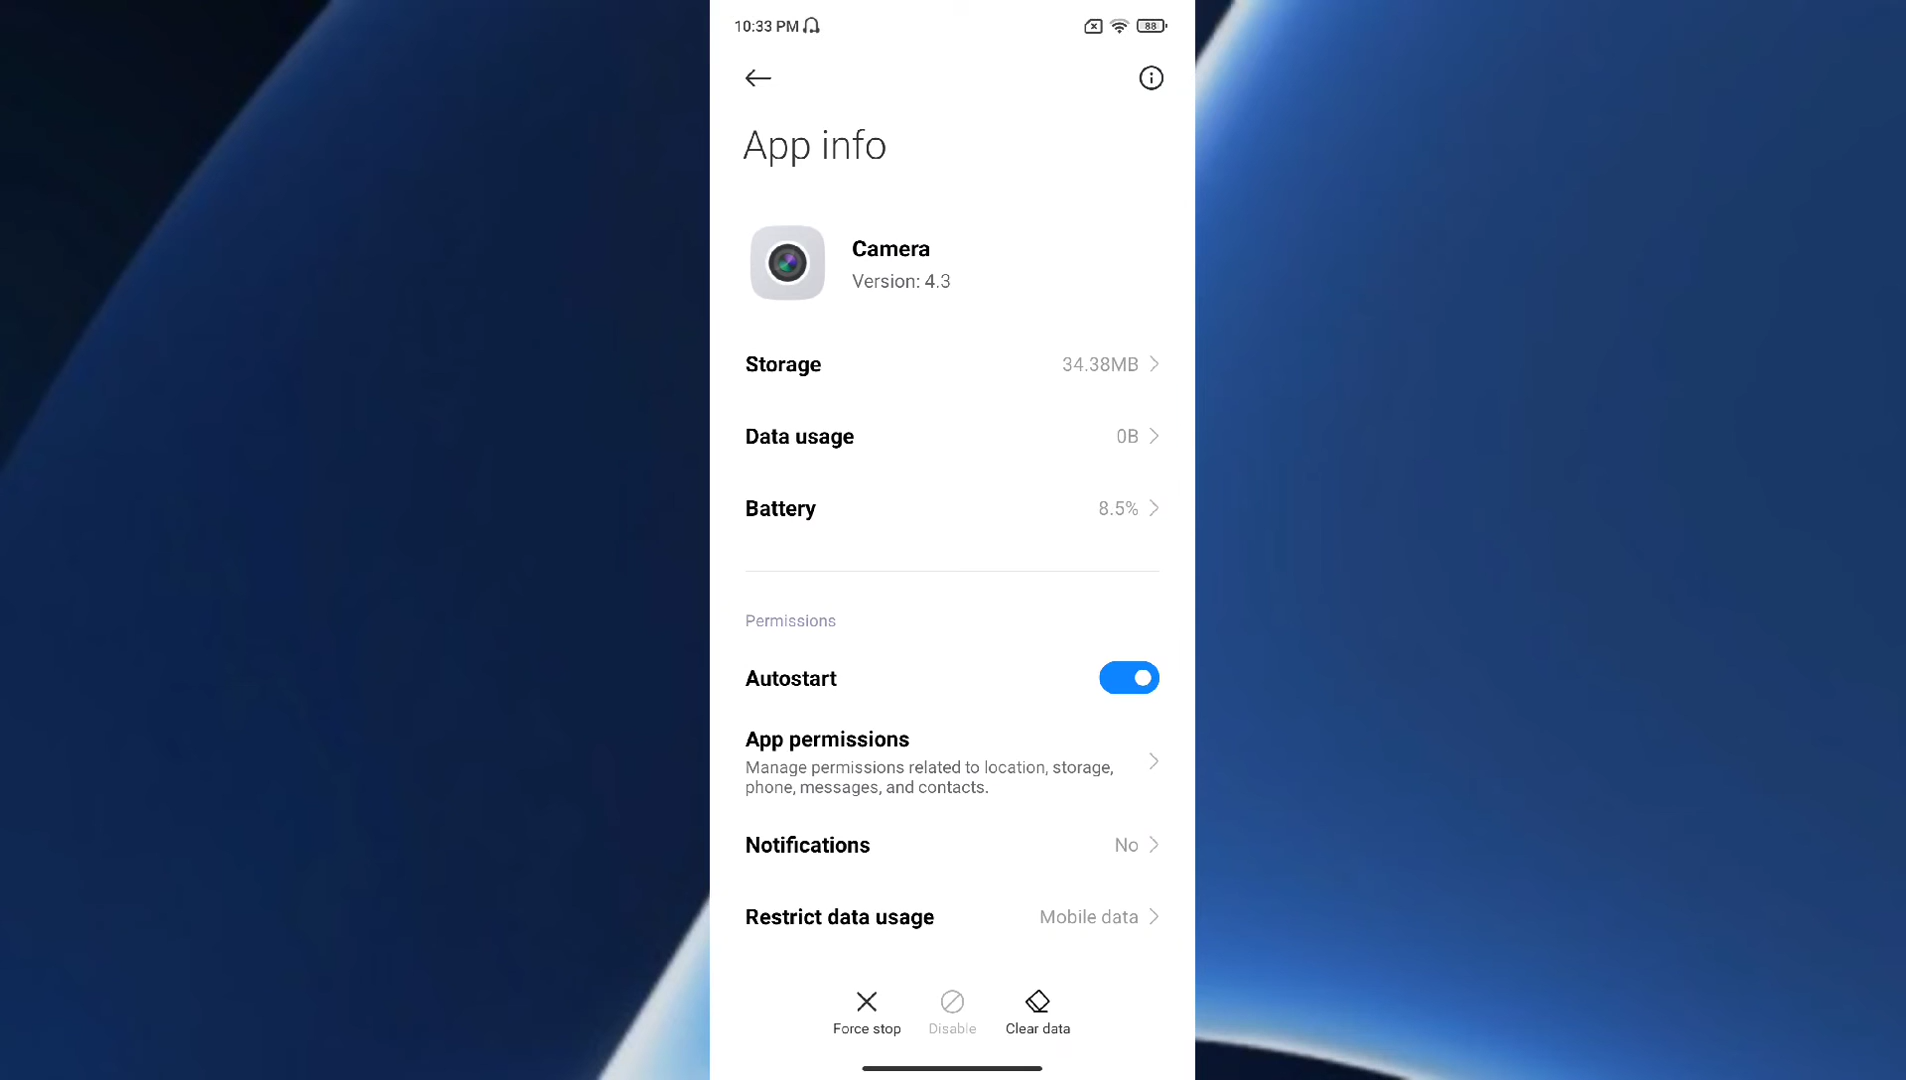 10:33 PM
88
App info
Camera
Version: 4.3
Storage
34.38MB
Data usage
0B
Battery
8.5%
Permissions
Autostart
App permissions
Manage permissions related to location, storage,
phone, messages, and contacts.
Notifications
No
Restrict data usage
Mobile data
Force stop
Disable
Clear data